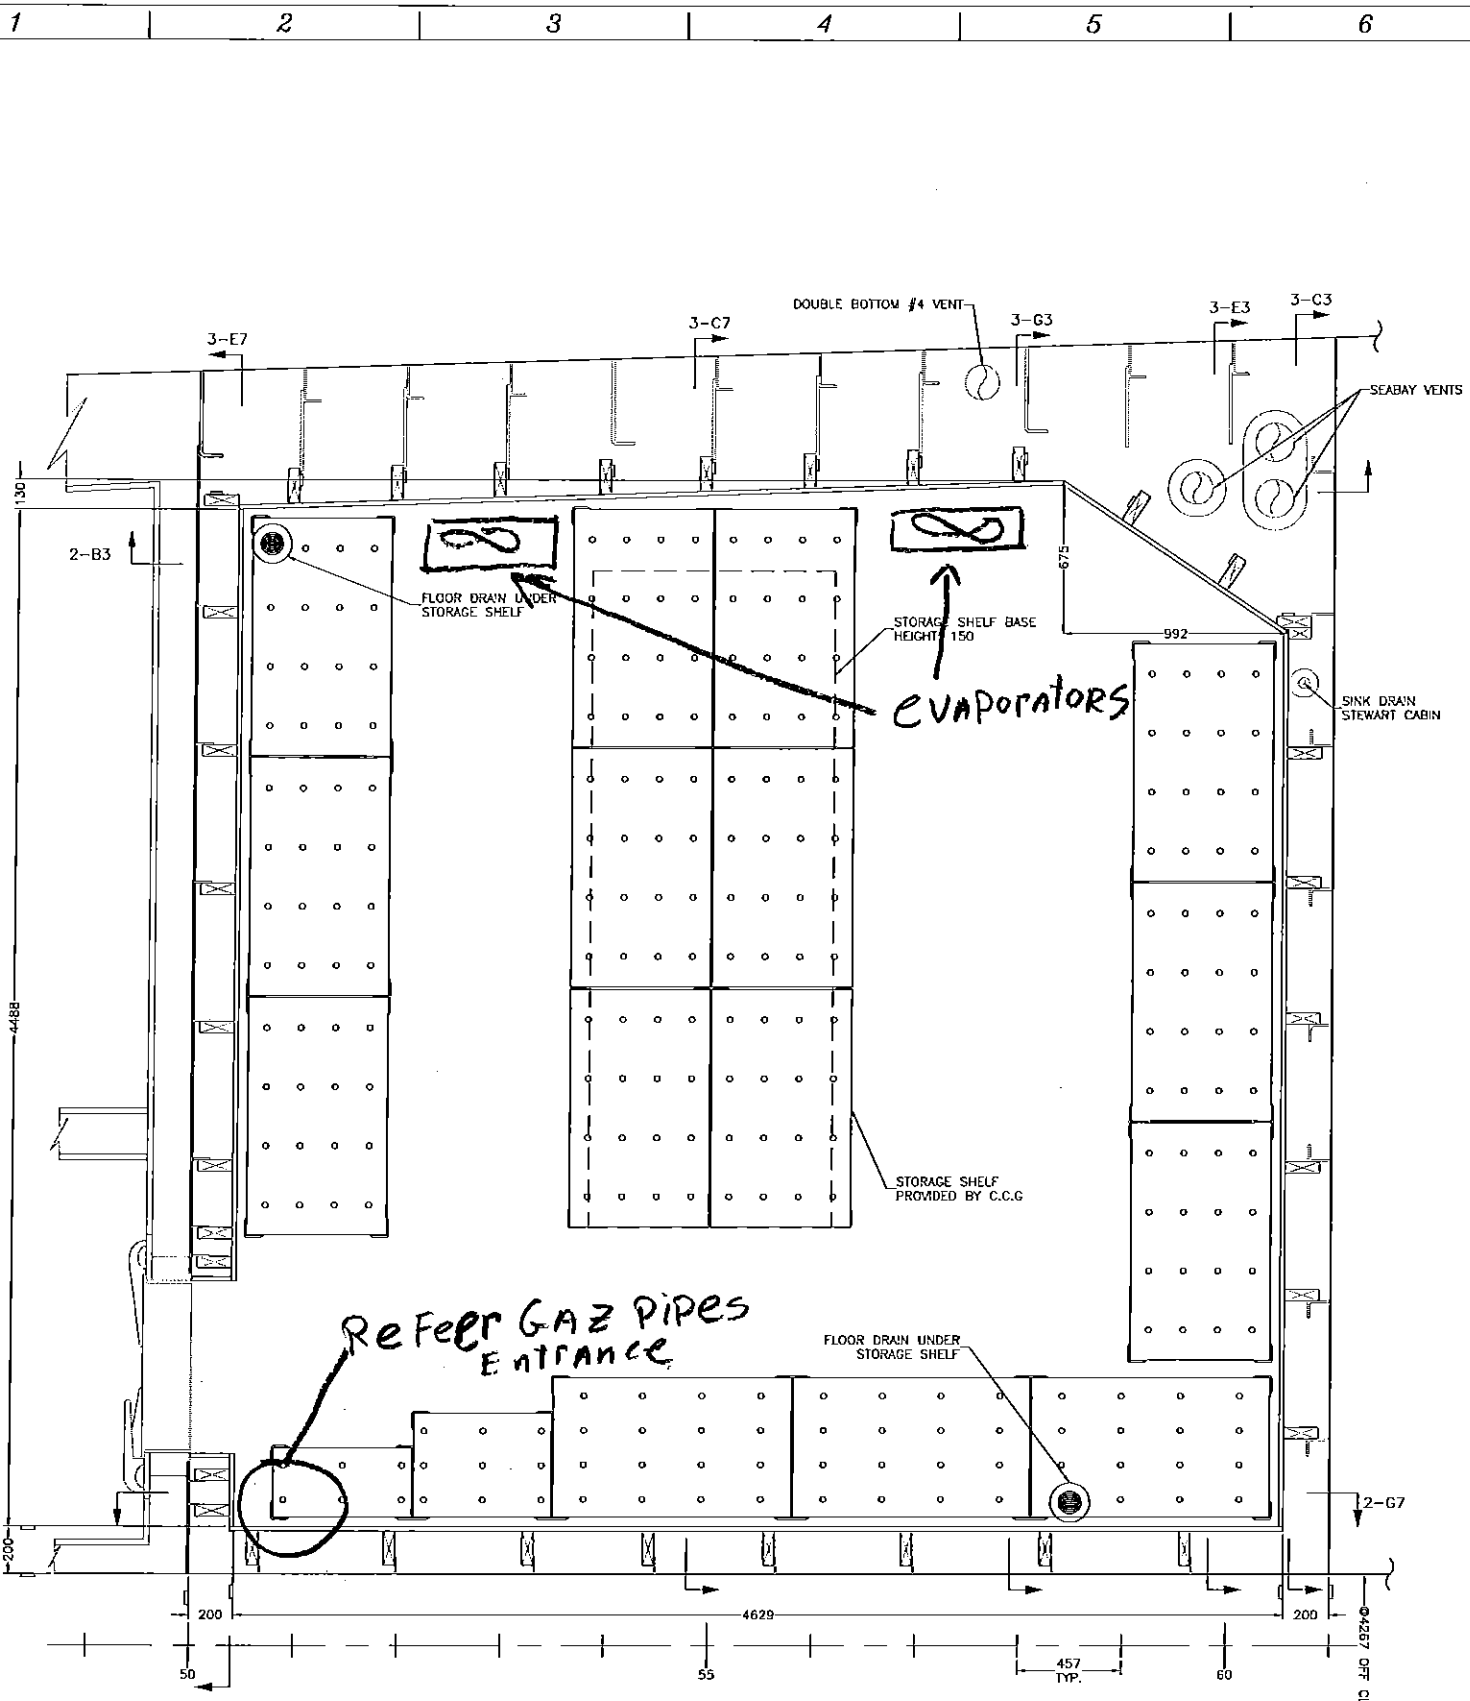 1 2 3 4 5 6
DOUBLE BOTTOM #4 VENT
3-E7
3-C7
3-G3
3-E3
3-C3
SEABAY VENTS
130
2-B3
FLOOR DRAIN UNDER
STORAGE SHELF
675
STORAGE SHELF BASE
HEIGHT 150
992
evaporators
SINK DRAIN
STEWART CABIN
4488
STORAGE SHELF
PROVIDED BY C.C.G
Refeer GAZ pipes
Entrance
FLOOR DRAIN UNDER
STORAGE SHELF
2-G7
200
200
4629
200
@4267 OFF
50
55
457
TYP.
60